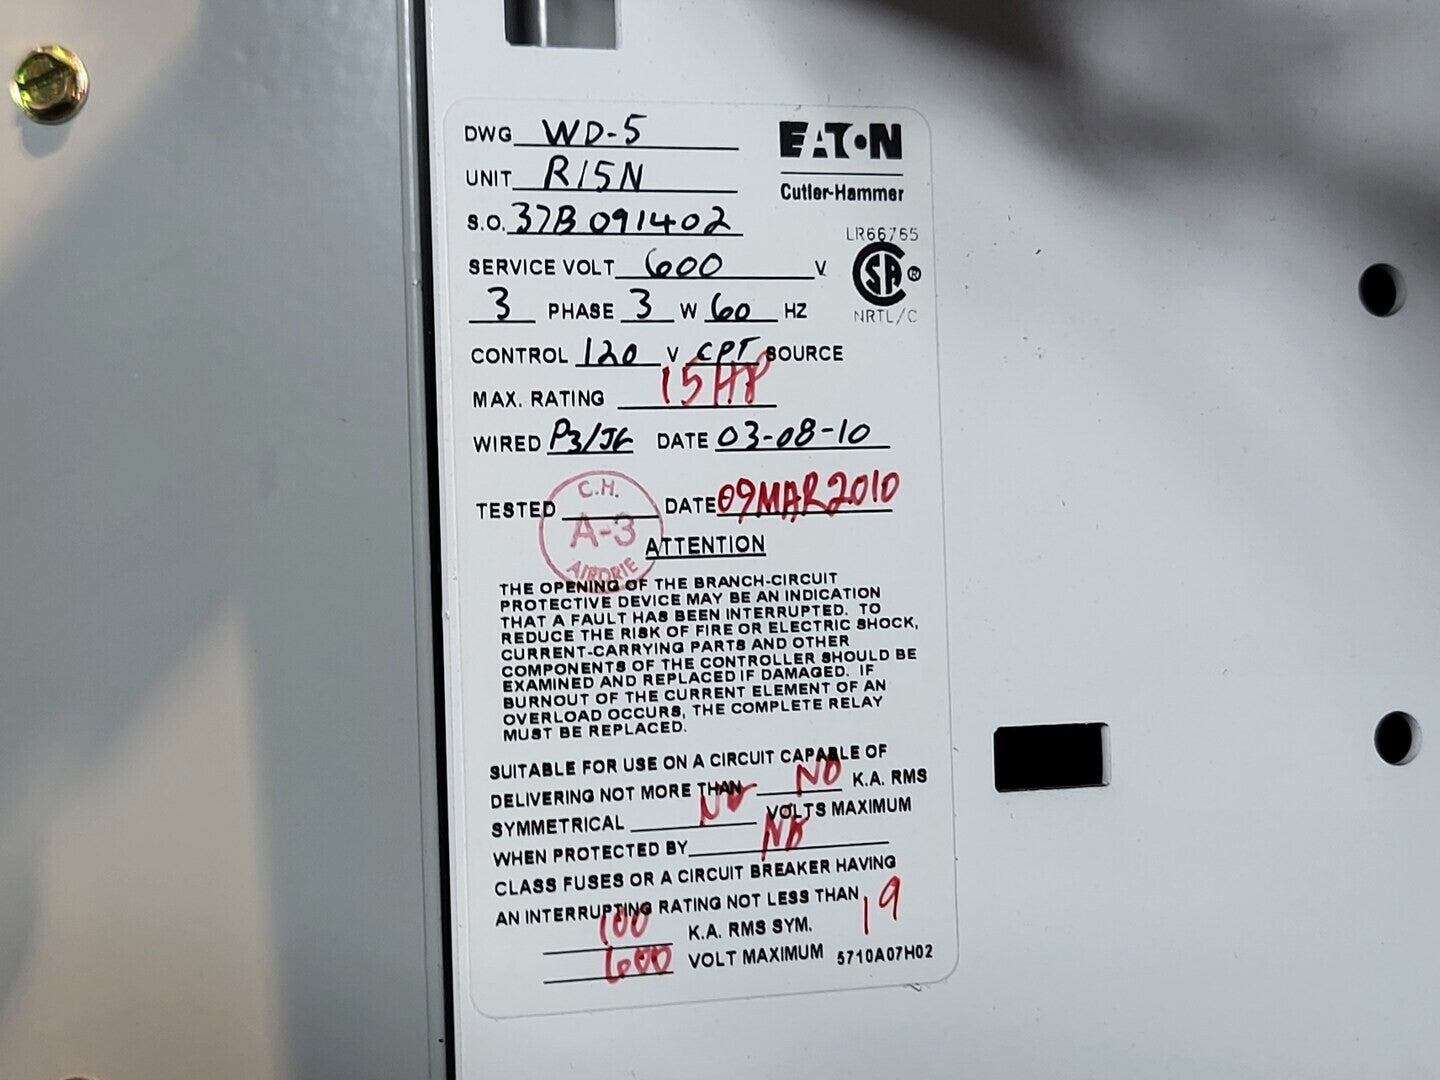 DWG WD-5
EATON
UNIT R15N
Cutler-Hammer
S.O. 37B091402
LR66765
SERVICE VOLT 600 V
SA ®
3 PHASE 3 W 60 HZ
NRTL/C
CONTROL 120 V CPT SOURCE
MAX. RATING 15HP
WIRED DATE 03-08-10
TESTED DATE 09MAR2010
C.H.
A-3
AIRDRIE
ATTENTION
THE OPENING OF THE BRANCH-CIRCUIT
PROTECTIVE DEVICE MAY BE AN INDICATION
THAT A FAULT HAS BEEN INTERRUPTED. TO
REDUCE THE RISK OF FIRE OR ELECTRIC SHOCK,
CURRENT-CARRYING PARTS AND OTHER
COMPONENTS OF THE CONTROLLER SHOULD BE
EXAMINED AND REPLACED IF DAMAGED. IF
BURNOUT OF THE CURRENT ELEMENT OF AN
OVERLOAD OCCURS, THE COMPLETE RELAY
MUST BE REPLACED.
SUITABLE FOR USE ON A CIRCUIT CAPABLE OF
DELIVERING NOT MORE THAN K.A. RMS
SYMMETRICAL VOLTS MAXIMUM
WHEN PROTECTED BY
CLASS FUSES OR A CIRCUIT BREAKER HAVING
AN INTERRUPTING RATING NOT LESS THAN
100 K.A. RMS SYM. 19
600 VOLT MAXIMUM 5710A07H02